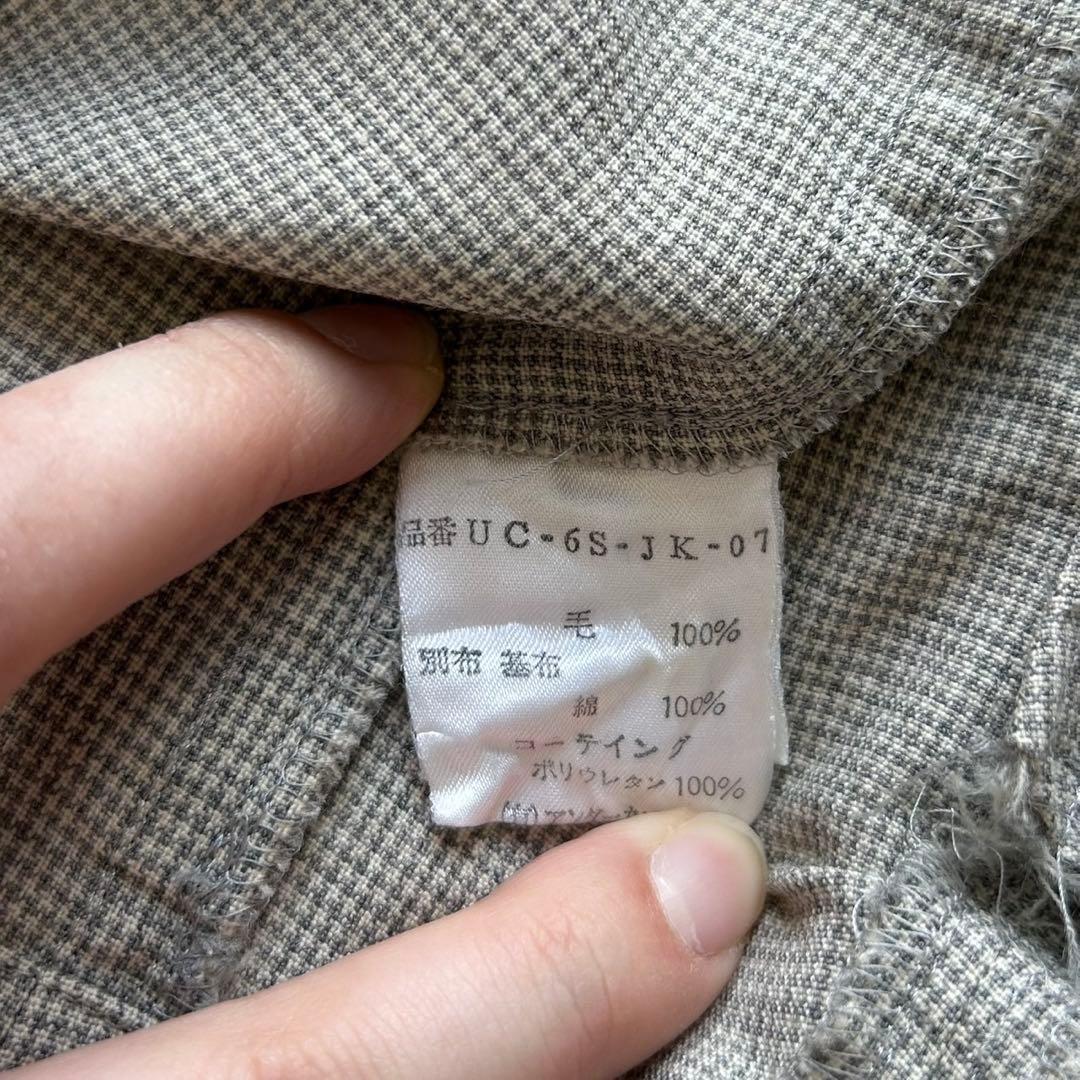 品番UC-6S-JK-07
毛 100%
別布 基布
綿 100%
コーテイング
ポリウレタン100%